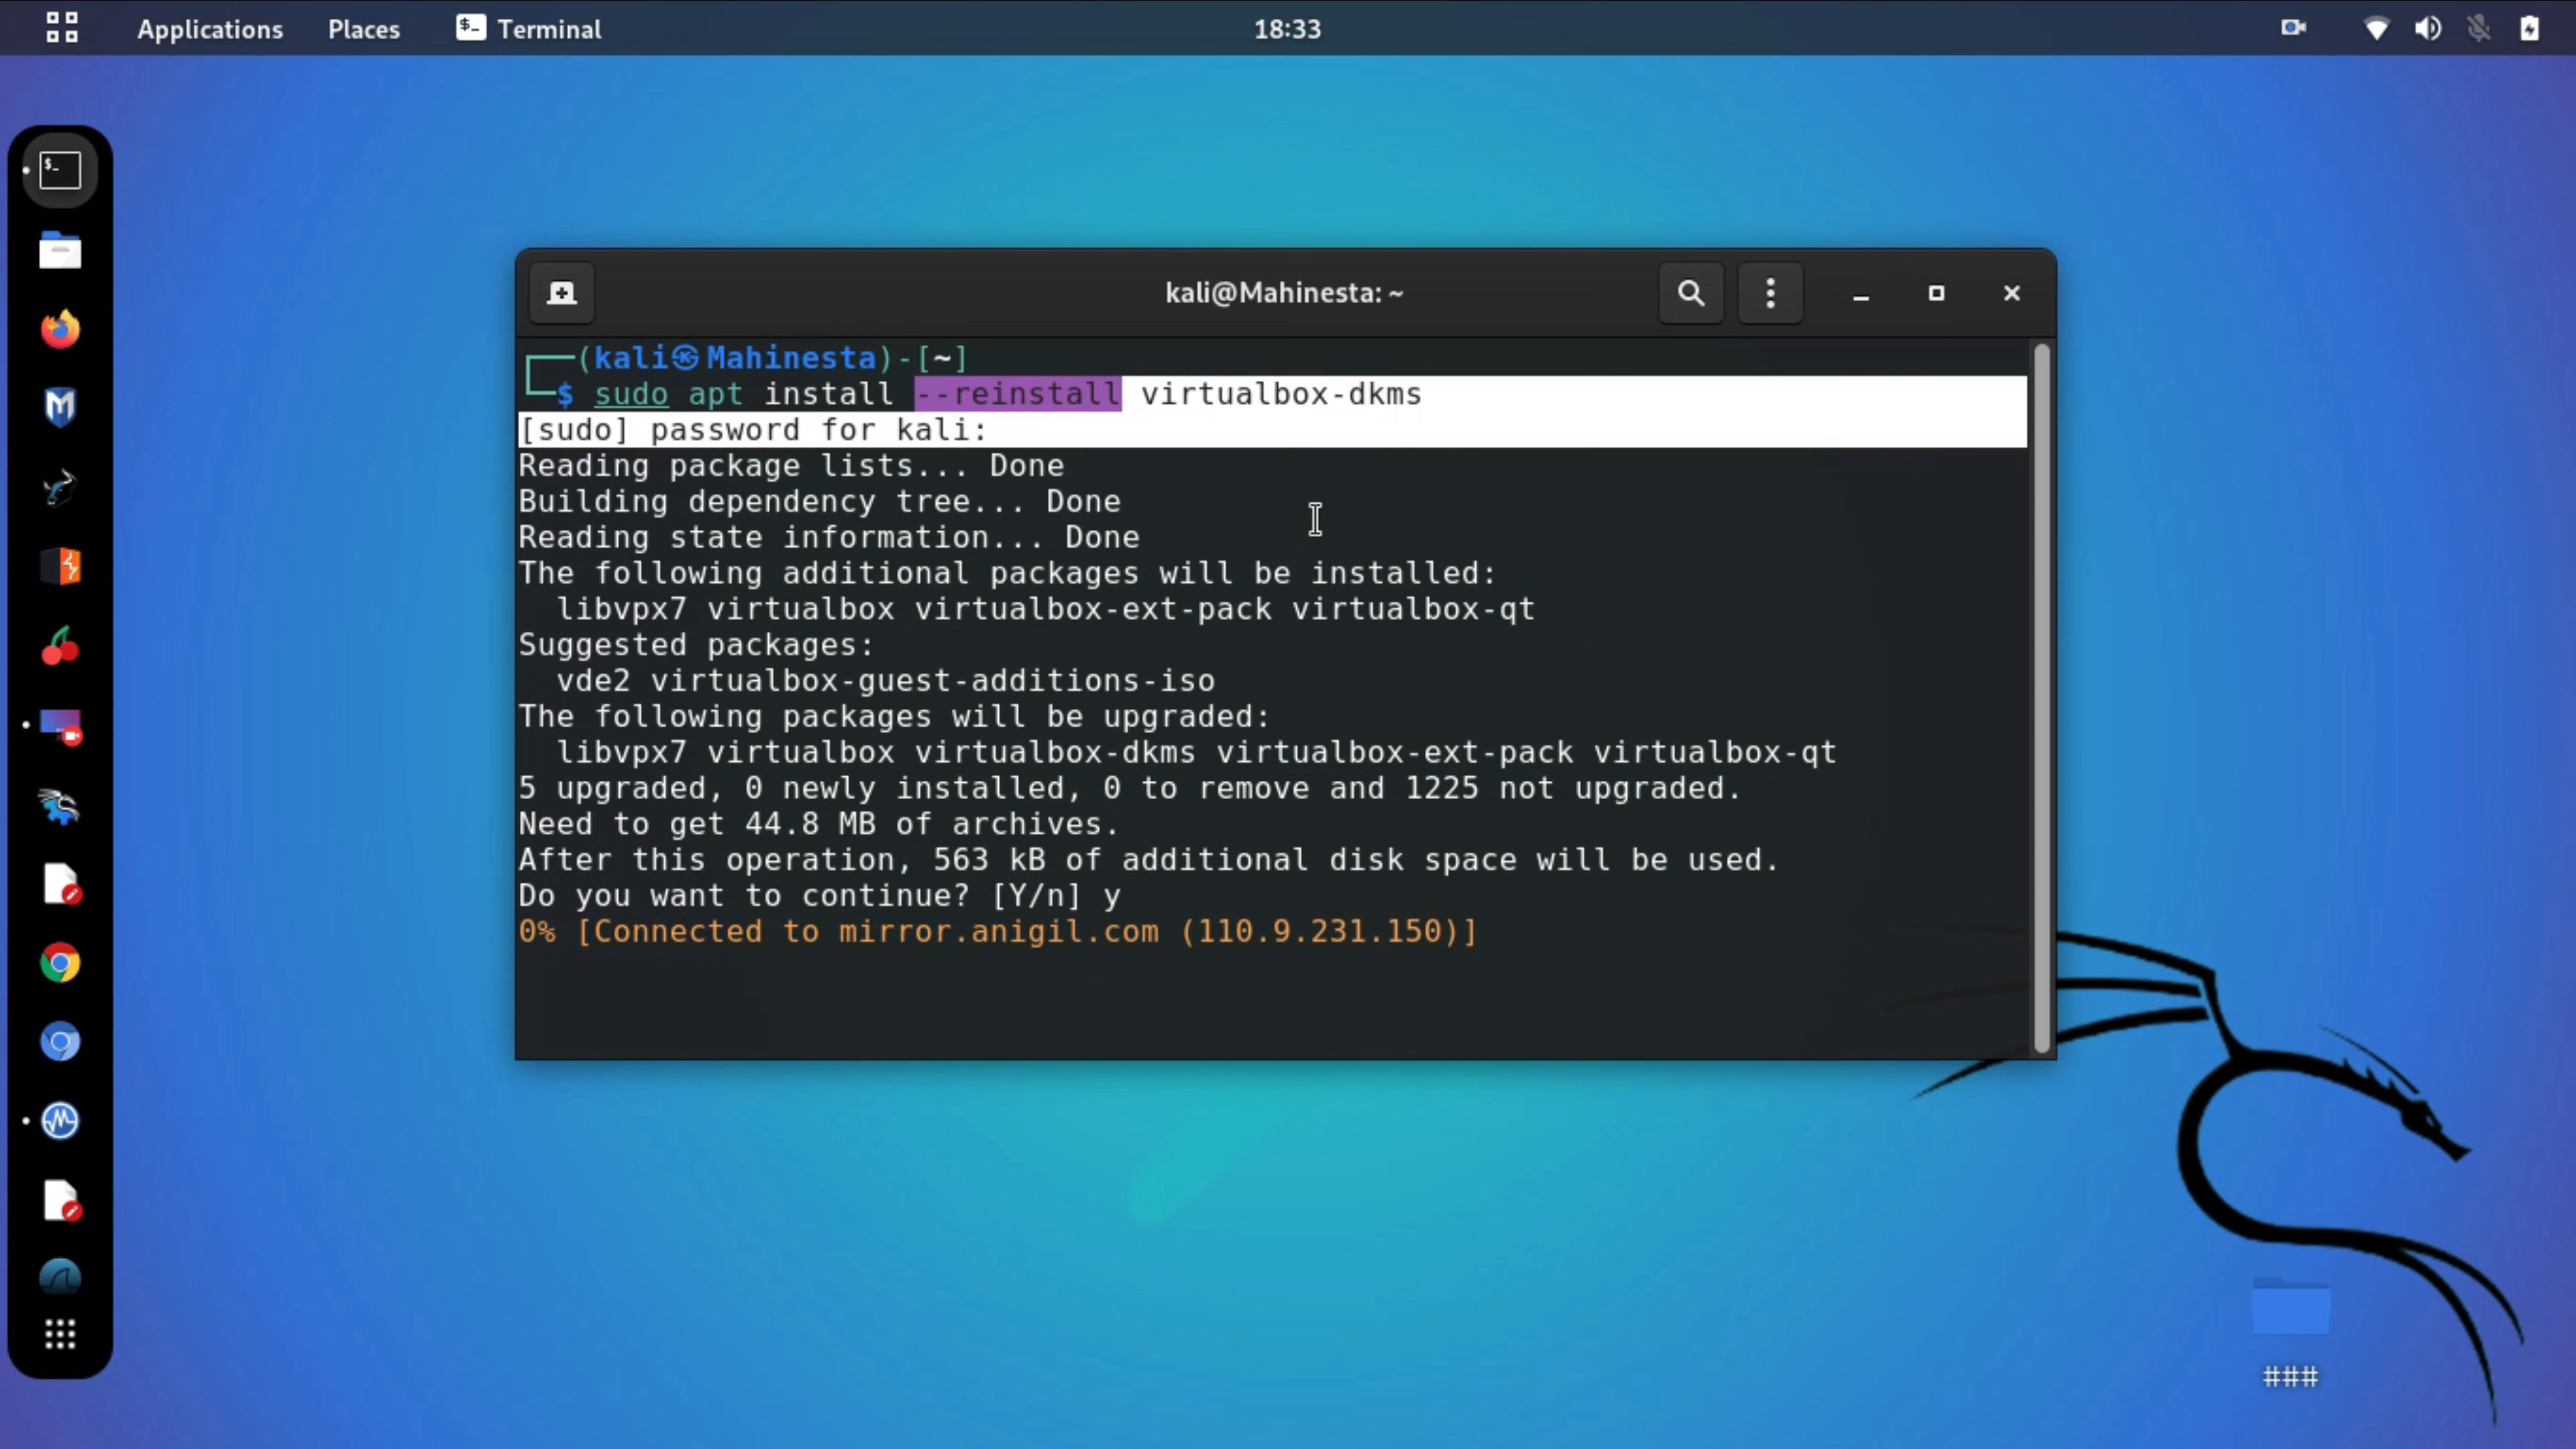 Applications Places Terminal 18:33
kali@Mahinesta: ~
┌──(kali㉿Mahinesta)-[~]
└─$ sudo apt install --reinstall virtualbox-dkms
[sudo] password for kali:
Reading package lists... Done
Building dependency tree... Done
Reading state information... Done
The following additional packages will be installed:
libvpx7 virtualbox virtualbox-ext-pack virtualbox-qt
Suggested packages:
vde2 virtualbox-guest-additions-iso
The following packages will be upgraded:
libvpx7 virtualbox virtualbox-dkms virtualbox-ext-pack virtualbox-qt
5 upgraded, 0 newly installed, 0 to remove and 1225 not upgraded.
Need to get 44.8 MB of archives.
After this operation, 563 kB of additional disk space will be used.
Do you want to continue? [Y/n] y
0% [Connected to mirror.anigil.com (110.9.231.150)]
###